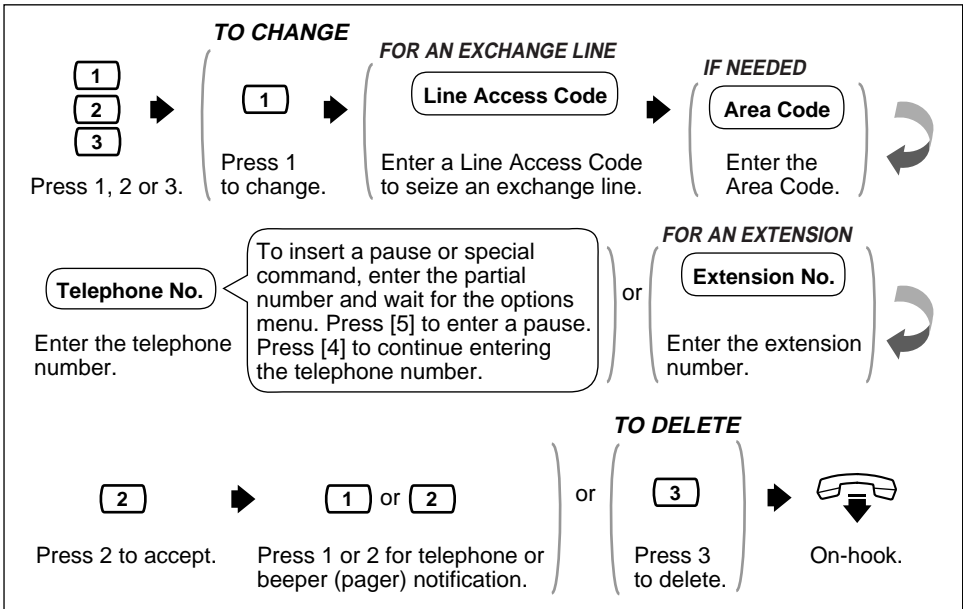 TO CHANGE
FOR AN EXCHANGE LINE
IF NEEDED
1
2
3
1
Line Access Code
Area Code
Press 1, 2 or 3.
Press 1
to change.
Enter a Line Access Code
to seize an exchange line.
Enter the
Area Code.
FOR AN EXTENSION
Telephone No.
To insert a pause or special
command, enter the partial
number and wait for the options
menu. Press [5] to enter a pause.
Press [4] to continue entering
the telephone number.
or
Extension No.
Enter the telephone
number.
Enter the extension
number.
TO DELETE
2
1 or 2
or
3
Press 2 to accept.
Press 1 or 2 for telephone or
beeper (pager) notification.
Press 3
to delete.
On-hook.